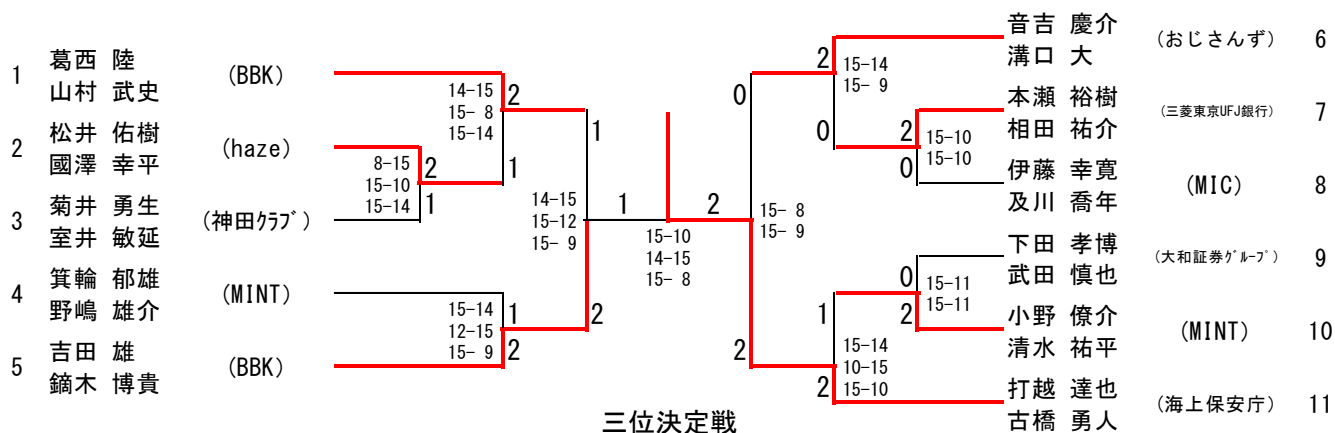 1 葛西 陸 (BBK)
山村 武史
2 松井 佑樹 (haze)
國澤 幸平
3 菊井 勇生 (神田ｸﾗﾌﾞ)
室井 敏延
4 箕輪 郁雄 (MINT)
野嶋 雄介
5 吉田 雄 (BBK)
鏑木 博貴
14-15
15- 8
15-14
2
1
8-15
15-10
15-14
2
1
15-14
12-15
15- 9
1
2
14-15
15-12
15- 9
1
2
1
2
15-10
14-15
15- 8
0
2
15- 8
15- 9
2
0
15-14
15- 9
2
0
15-10
15-10
0
2
15-11
15-11
1
2
15-14
10-15
15-10
音吉 慶介 (おじさんず) 6
溝口 大
本瀬 裕樹 (三菱東京UFJ銀行) 7
相田 祐介
伊藤 幸寛 (MIC) 8
及川 喬年
下田 孝博 (大和証券ｸﾞﾙｰﾌﾟ) 9
武田 慎也
小野 僚介 (MINT) 10
清水 祐平
打越 達也 (海上保安庁) 11
古橋 勇人
三位決定戦